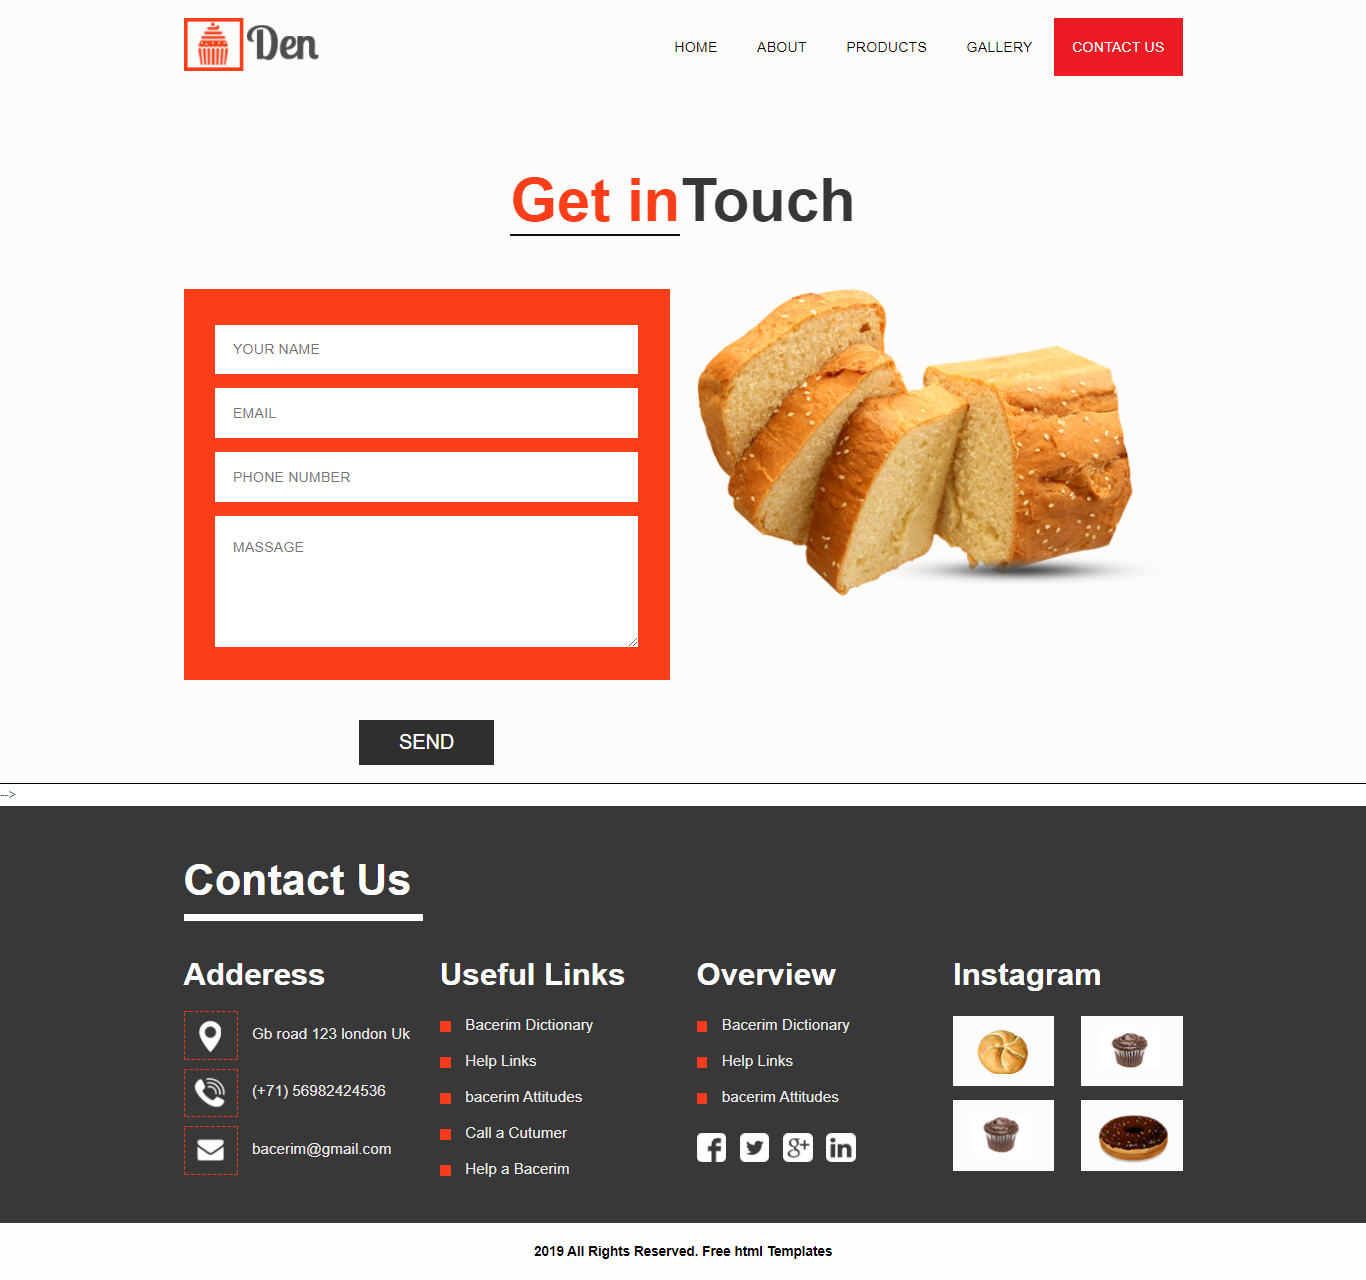 Den
HOME ABOUT PRODUCTS GALLERY CONTACT US
Get inTouch
YOUR NAME
EMAIL
PHONE NUMBER
MASSAGE
SEND
-->
Contact Us
Adderess
Gb road 123 london Uk
(+71) 56982424536
bacerim@gmail.com
Useful Links
Bacerim Dictionary
Help Links
bacerim Attitudes
Call a Cutumer
Help a Bacerim
Overview
Bacerim Dictionary
Help Links
bacerim Attitudes
f g+ in
Instagram
2019 All Rights Reserved. Free html Templates